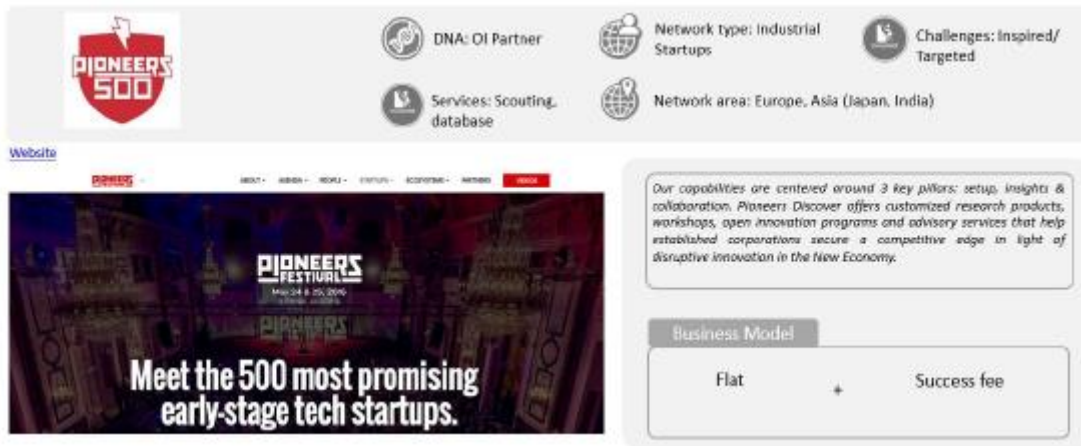 PIONEERS
500
DNA: OI Partner
Network type: Industrial
Startups
Challenges: Inspired/
Targeted
Services: Scouting,
database
Network area: Europe, Asia (Japan, India)
Website
PIONEERS
ABOUT
AGENDA
PEOPLE
STARTUPS
ECOSYSTEMS
PARTNERS
PIONEERS
FESTIVAL
May 24 & 25, 2016
PIONEERS
Meet the 500 most promising
early-stage tech startups.
Our capabilities are centered around 3 key pillars: setup, insights &
collaboration. Pioneers Discover offers customized research products,
workshops, open innovation programs and advisory services that help
established corporations secure a competitive edge in light of
disruptive innovation in the New Economy.
Business Model
Flat + Success fee